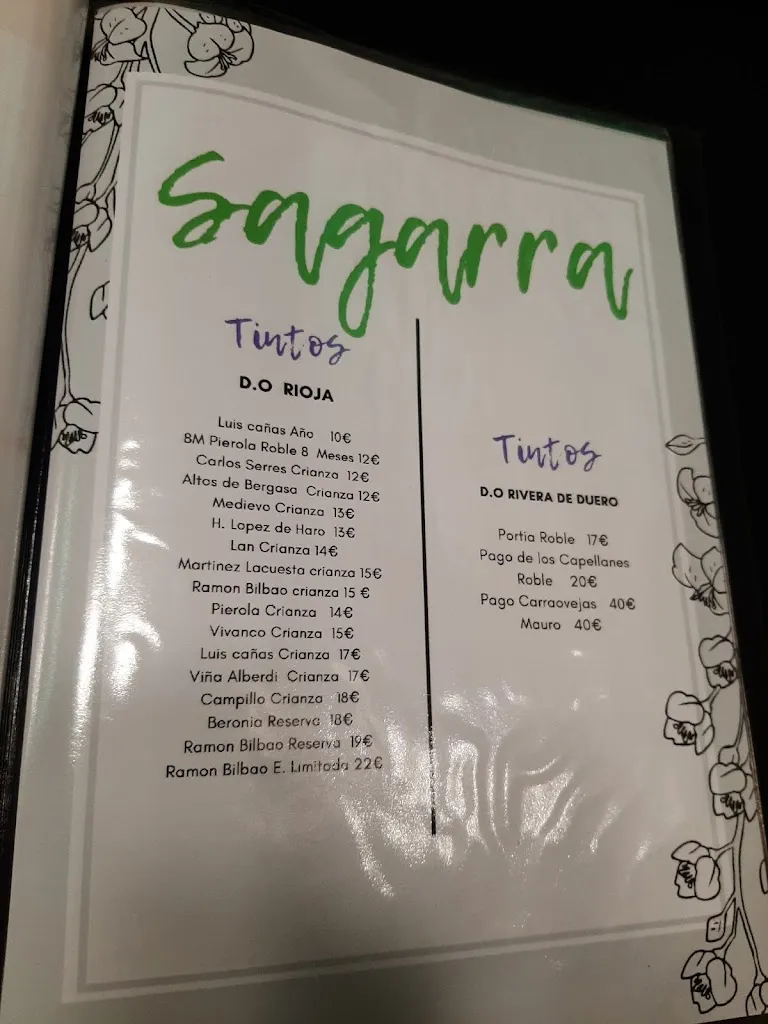 Sagarra
Tintos
D.O RIOJA
Luis cañas Año 10€
8M Pierola Roble 8 Meses 12€
Carlos Serres Crianza 12€
Altos de Bergasa Crianza 12€
Medievo Crianza 13€
H. Lopez de Haro 13€
Lan Crianza 14€
Martinez Lacuesta crianza 15€
Ramon Bilbao crianza 15 €
Pierola Crianza 14€
Vivanco Crianza 15€
Luis cañas Crianza 17€
Viña Alberdi Crianza 17€
Campillo Crianza 18€
Beronia Reserva 18€
Ramon Bilbao Reserva 19€
Ramon Bilbao E. Limitada 22€
Tintos
D.O RIVERA DE DUERO
Portia Roble 17€
Pago de los Capellanes
Roble 20€
Pago Carraovejas 40€
Mauro 40€